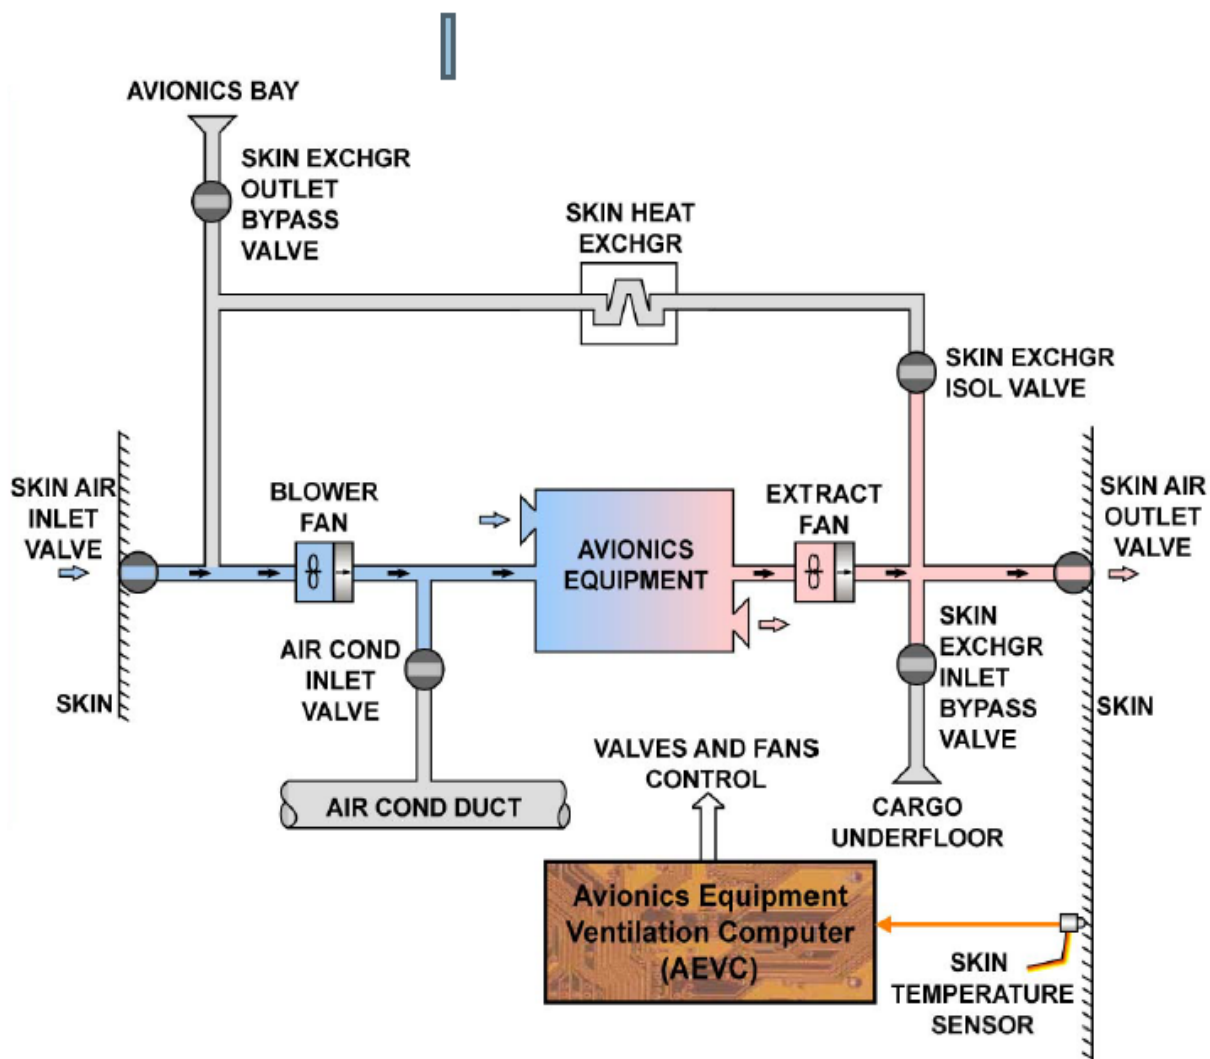 AVIONICS BAY
SKIN EXCHGR
OUTLET
BYPASS
VALVE
SKIN HEAT
EXCHGR
SKIN EXCHGR
ISOL VALVE
SKIN AIR
INLET
VALVE
BLOWER
FAN
AVIONICS
EQUIPMENT
EXTRACT
FAN
SKIN AIR
OUTLET
VALVE
SKIN
AIR COND
INLET
VALVE
SKIN
EXCHGR
INLET
BYPASS
VALVE
SKIN
AIR COND DUCT
VALVES AND FANS
CONTROL
CARGO
UNDERFLOOR
Avionics Equipment
Ventilation Computer
(AEVC)
SKIN
TEMPERATURE
SENSOR